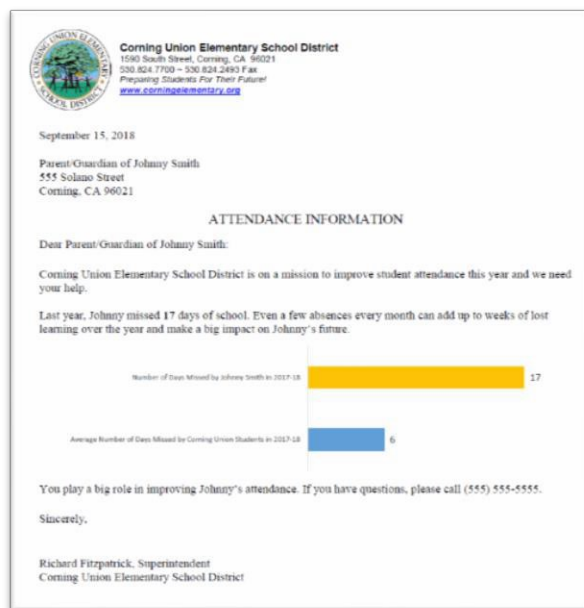 CORNING UNION ELEMENTARY
SCHOOL DISTRICT
Corning Union Elementary School District
1590 South Street, Corning, CA 96021
530.824.7700 ~ 530.824.2493 Fax
Preparing Students For Their Future!
www.corningelementary.org
September 15, 2018
Parent/Guardian of Johnny Smith
555 Solano Street
Corning, CA 96021
ATTENDANCE INFORMATION
Dear Parent/Guardian of Johnny Smith:
Corning Union Elementary School District is on a mission to improve student attendance this year and we need
your help.
Last year, Johnny missed 17 days of school. Even a few absences every month can add up to weeks of lost
learning over the year and make a big impact on Johnny's future.
Number of Days Missed by Johnny Smith in 2017-18
17
Average Number of Days Missed by Corning Union Students in 2017-18
6
You play a big role in improving Johnny's attendance. If you have questions, please call (555) 555-5555.
Sincerely,
Richard Fitzpatrick, Superintendent
Corning Union Elementary School District